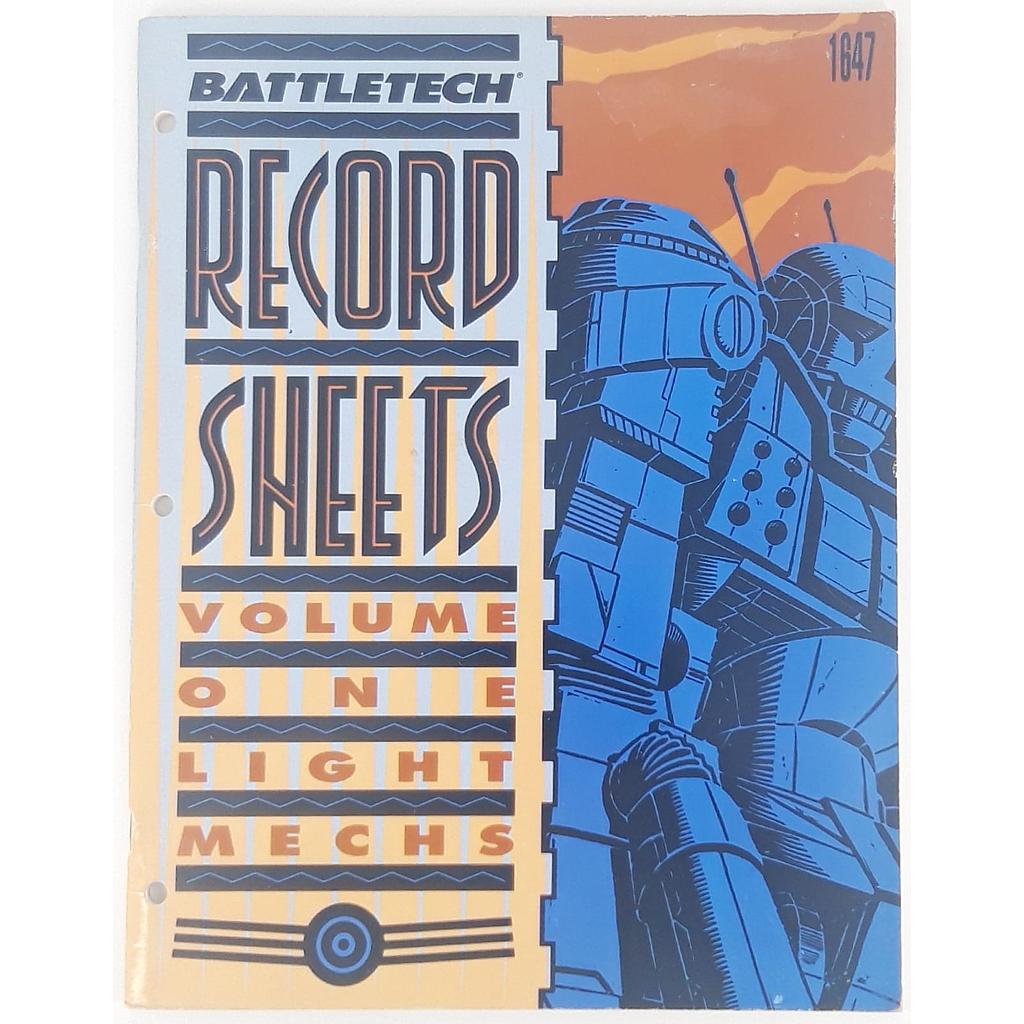 1647
BATTLETECH®
RECORD
SHEETS
VOLUME
ONE
LIGHT
MECHS